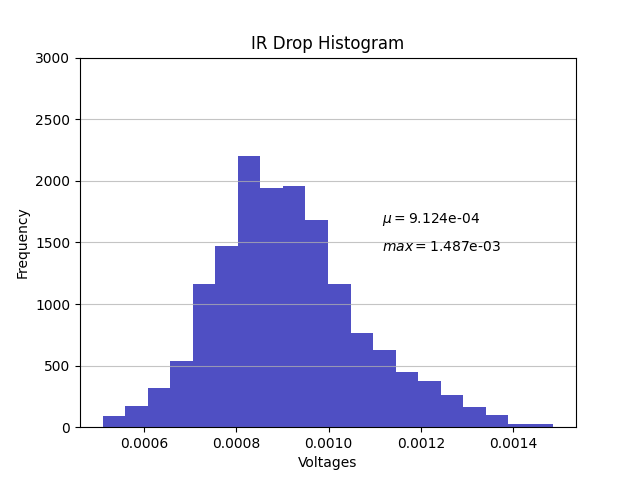 IR Drop Histogram
3000
2500
2000
1500
1000
500
0
Frequency
μ = 9.124e-04
max = 1.487e-03
0.0006 0.0008 0.0010 0.0012 0.0014
Voltages